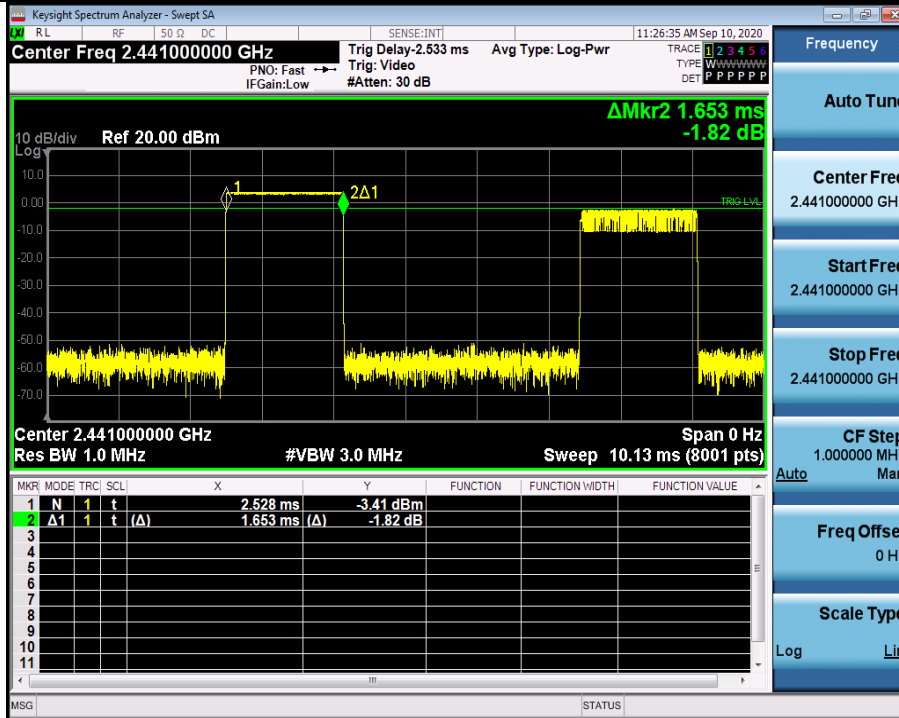 Keysight Spectrum Analyzer - Swept SA
LXI RL RF 50 Ω DC SENSE:INT 11:26:35 AM Sep 10, 2020
Center Freq 2.441000000 GHz
PNO: Fast
IFGain:Low
Trig Delay-2.533 ms
Trig: Video
#Atten: 30 dB
Avg Type: Log-Pwr
TRACE 1 2 3 4 5 6
TYPE WWWWWW
DET P P P P P P
ΔMkr2 1.653 ms
-1.82 dB
10 dB/div Ref 20.00 dBm
Log
10.0
0.00
-10.0
-20.0
-30.0
-40.0
-50.0
-60.0
-70.0
1
2Δ1
TRIG LVL
Center 2.441000000 GHz Span 0 Hz
Res BW 1.0 MHz #VBW 3.0 MHz Sweep 10.13 ms (8001 pts)
MKR MODE TRC SCL X Y FUNCTION FUNCTION WIDTH FUNCTION VALUE
1 N 1 t 2.528 ms -3.41 dBm
2 Δ1 1 t (Δ) 1.653 ms (Δ) -1.82 dB
3
4
5
6
7
8
9
10
11
MSG STATUS
Frequency
Auto Tun
Center Fre
2.441000000 GH
Start Fre
2.441000000 GH
Stop Fre
2.441000000 GH
CF Step
1.000000 MH
Auto Ma
Freq Offse
0 H
Scale Type
Log Li